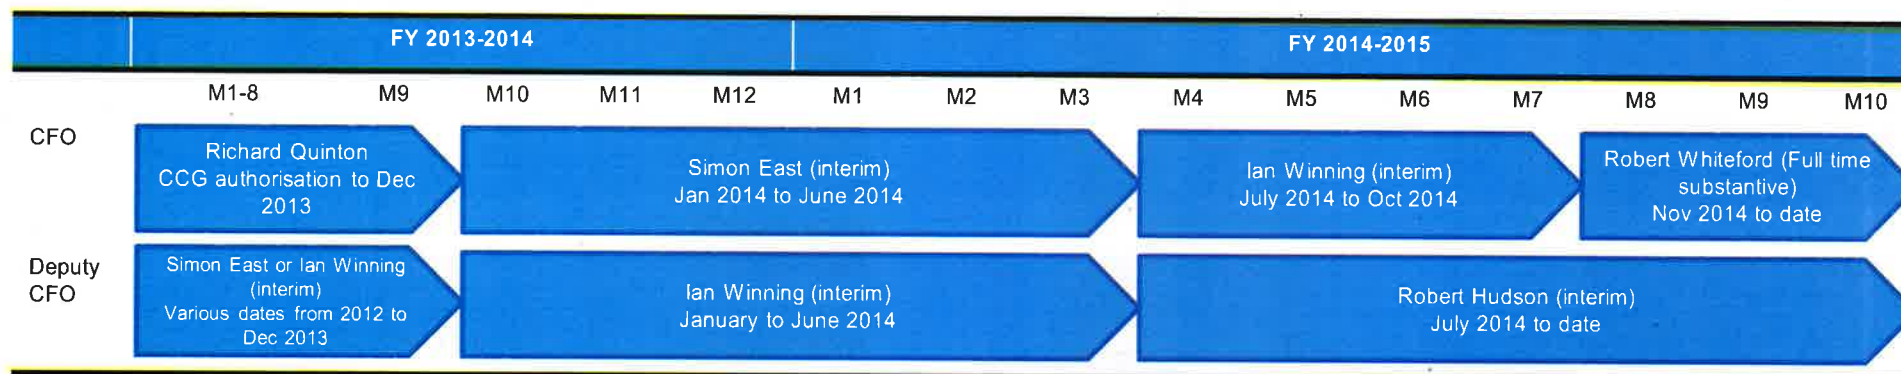 FY 2013-2014
FY 2014-2015
M1-8 M9 M10 M11 M12 M1 M2 M3 M4 M5 M6 M7 M8 M9 M10
CFO
Richard Quinton
CCG authorisation to Dec
2013
Simon East (interim)
Jan 2014 to June 2014
Ian Winning (interim)
July 2014 to Oct 2014
Robert Whiteford (Full time
substantive)
Nov 2014 to date
Deputy
CFO
Simon East or Ian Winning
(interim)
Various dates from 2012 to
Dec 2013
Ian Winning (interim)
January to June 2014
Robert Hudson (interim)
July 2014 to date